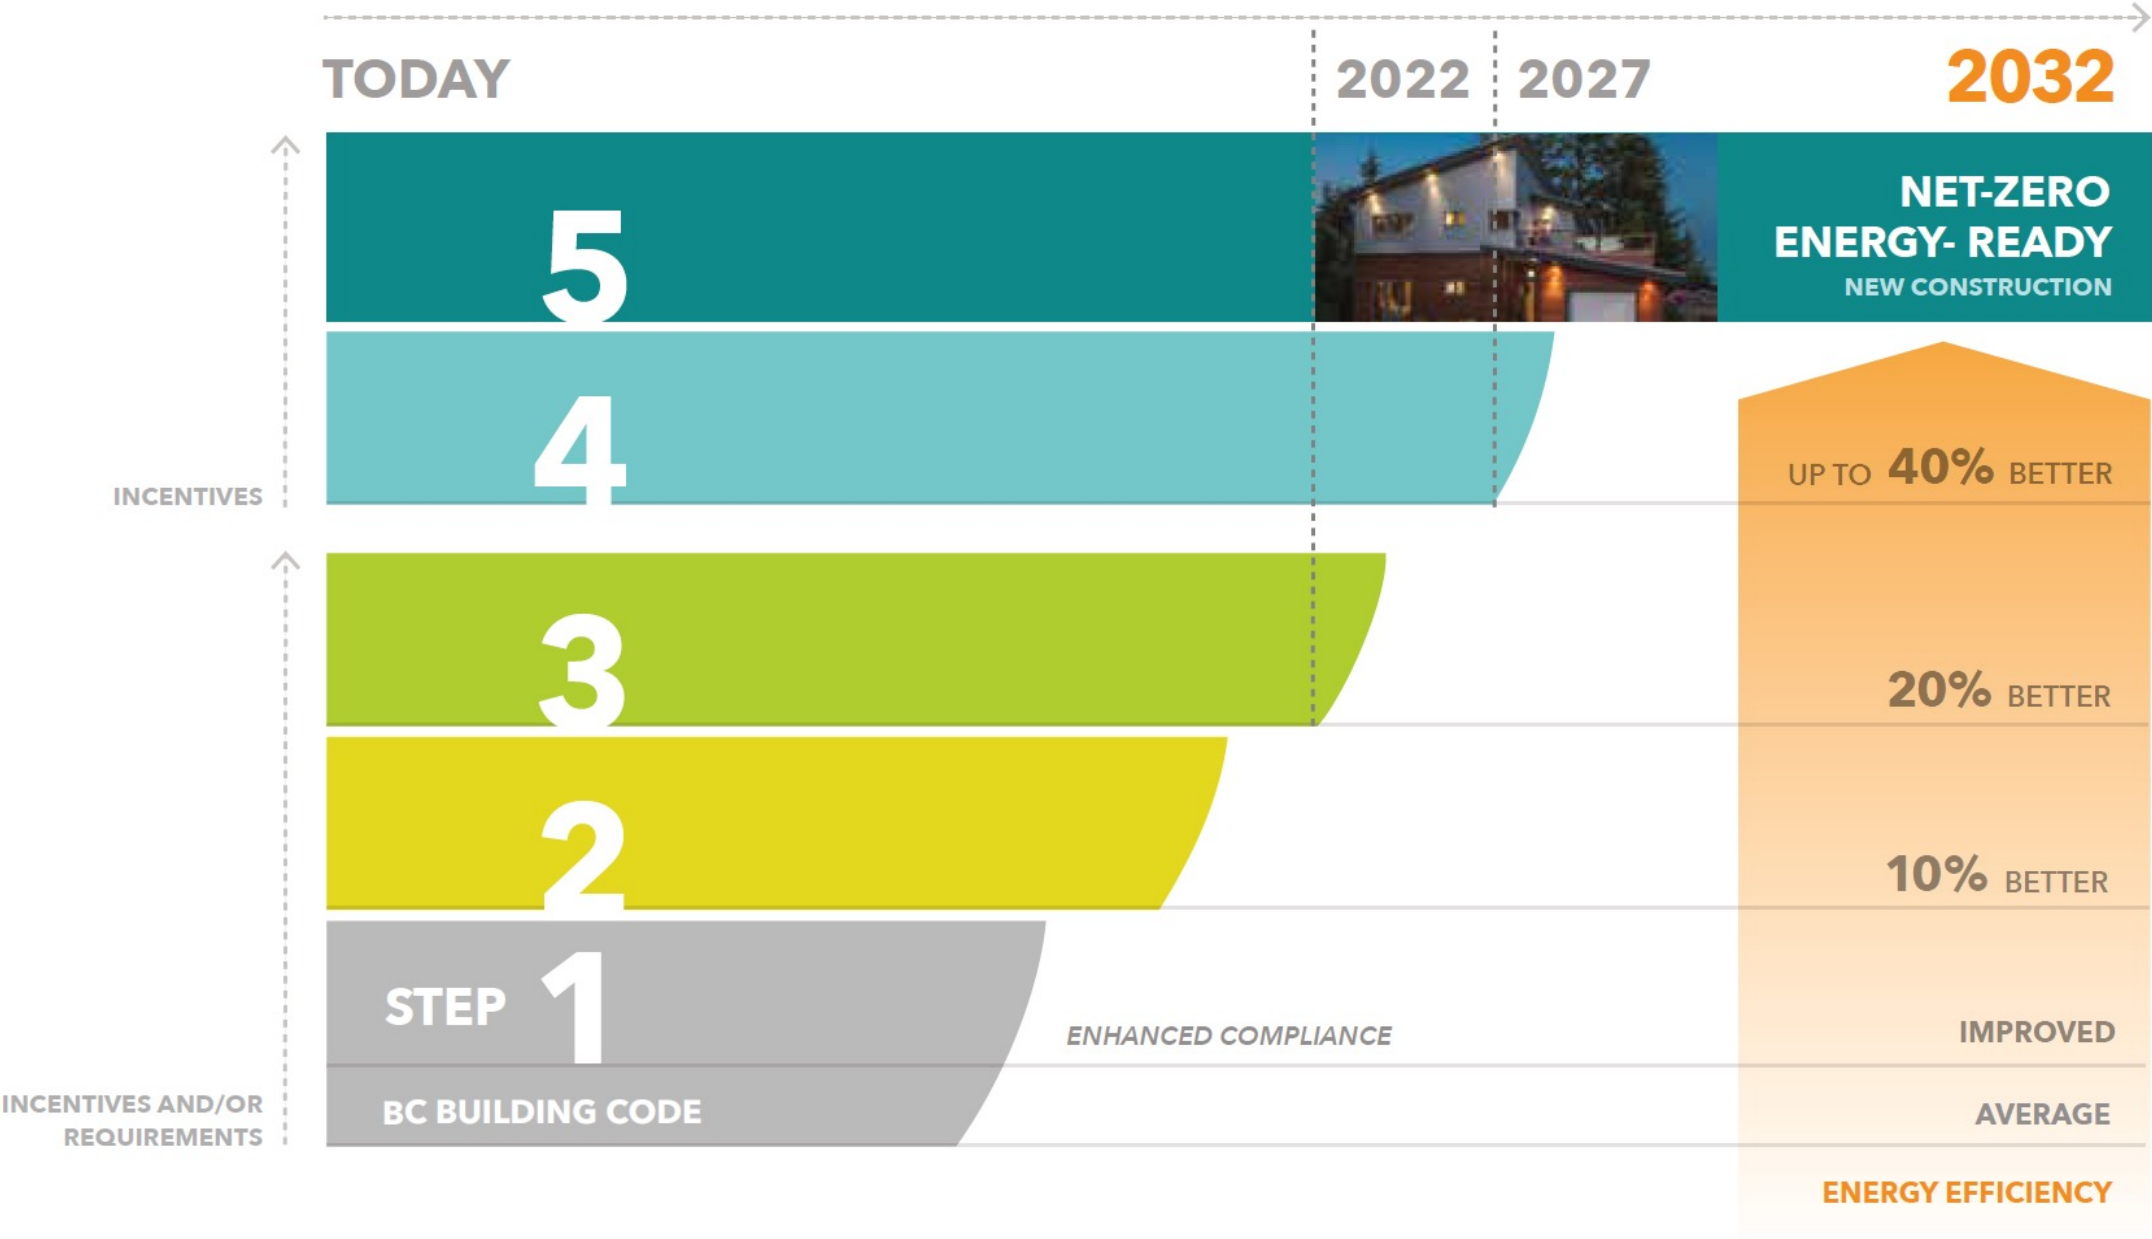 TODAY
2022
2027
2032
5
NET-ZERO
ENERGY- READY
NEW CONSTRUCTION
4
INCENTIVES
UP TO 40% BETTER
3
20% BETTER
2
10% BETTER
STEP 1
ENHANCED COMPLIANCE
IMPROVED
INCENTIVES AND/OR
REQUIREMENTS
BC BUILDING CODE
AVERAGE
ENERGY EFFICIENCY